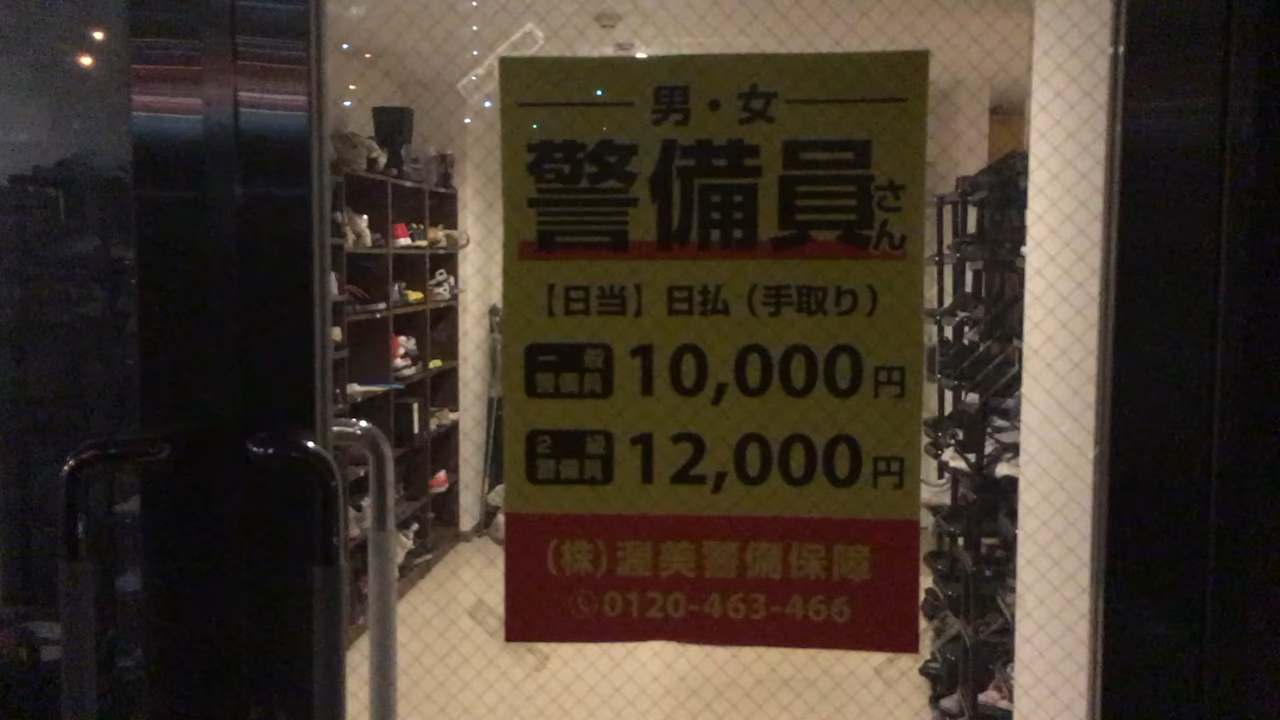 男・女
警備員さん
【日当】日払（手取り）
一般警備員 10,000円
2級警備員 12,000円
(株)渥美警備保障
0120-463-466